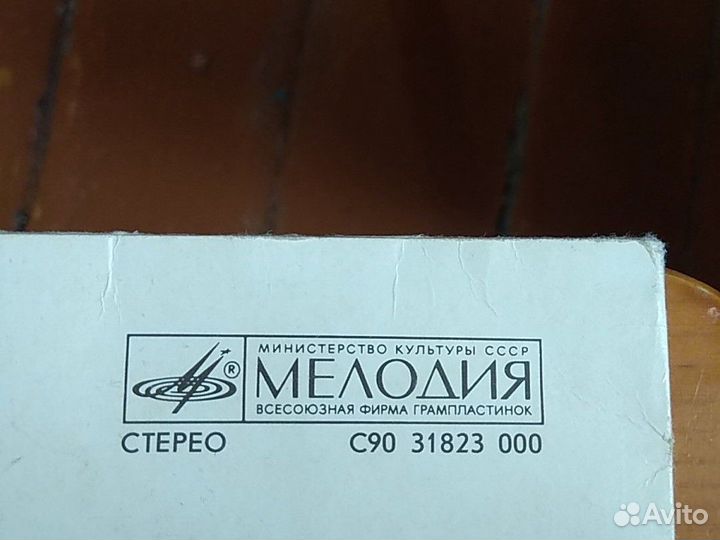 ®
МИНИСТЕРСТВО КУЛЬТУРЫ СССР
МЕЛОДИЯ
ВСЕСОЮЗНАЯ ФИРМА ГРАМПЛАСТИНОК
СТЕРЕО С90 31823 000
Avito